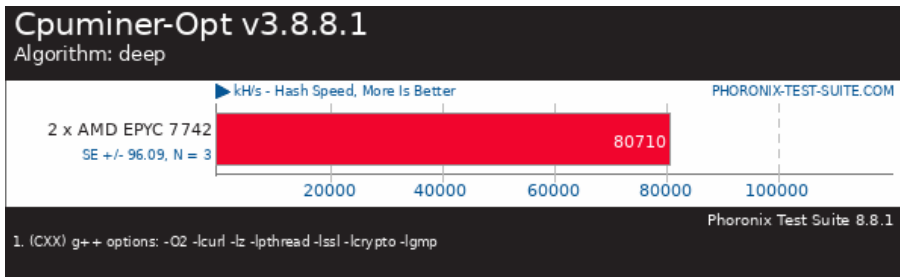 Cpuminer-Opt v3.8.8.1
Algorithm: deep
kH/s - Hash Speed, More Is Better
PHORONIX-TEST-SUITE.COM
2 x AMD EPYC 7742
80710
SE +/- 96.09, N = 3
20000 40000 60000 80000 100000
Phoronix Test Suite 8.8.1
1. (CXX) g++ options: -O2 -lcurl -lz -lpthread -lssl -lcrypto -lgmp